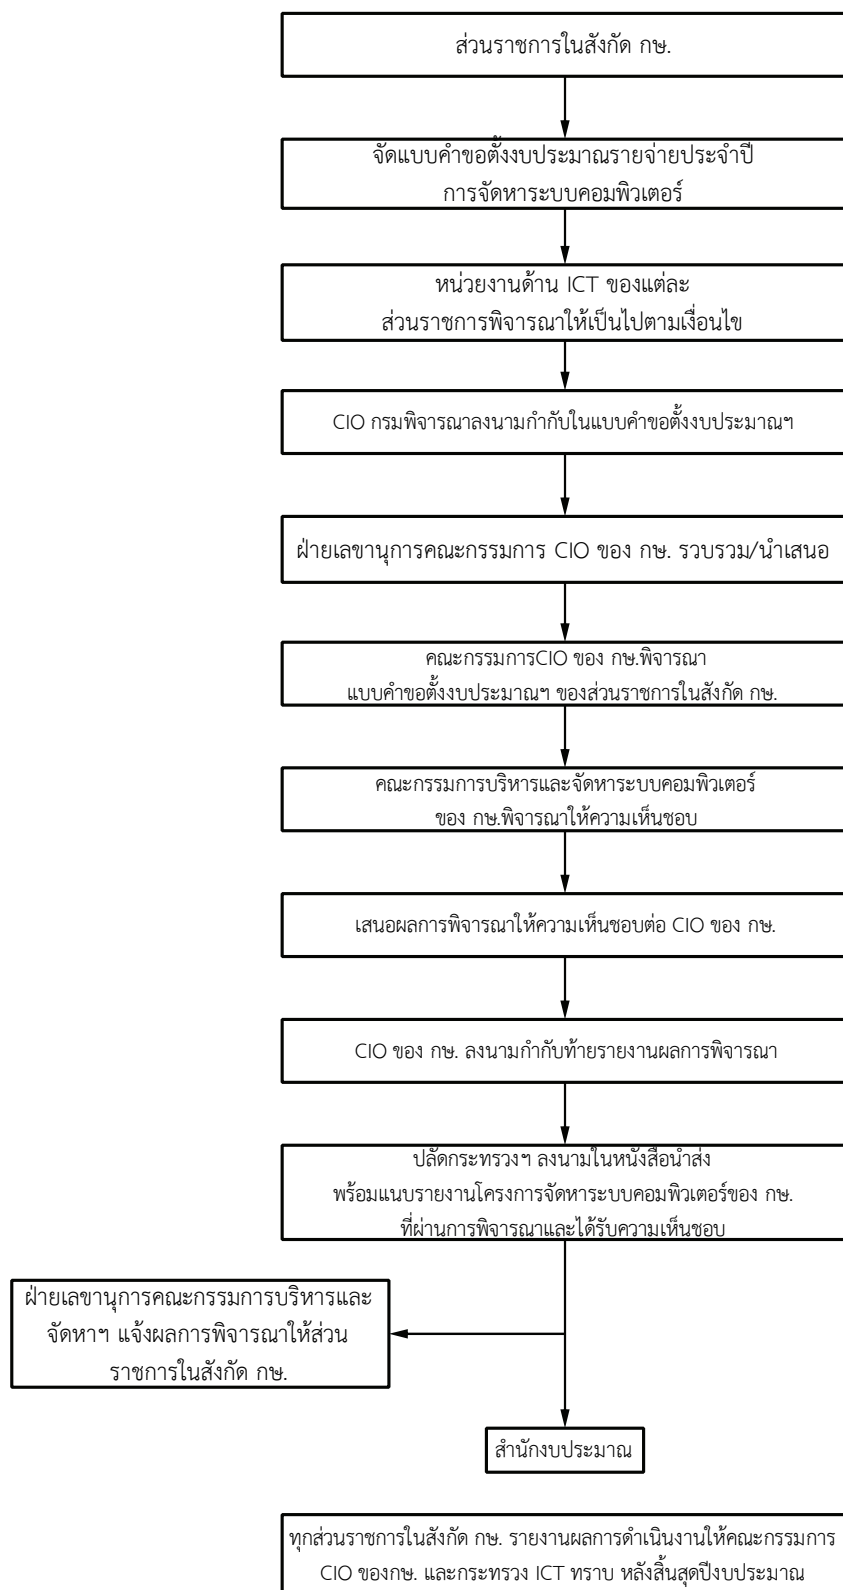 ส่วนราชการในสังกัด กษ.
จัดแบบคำขอตั้งงบประมาณรายจ่ายประจำปี
การจัดหาระบบคอมพิวเตอร์
หน่วยงานด้าน ICT ของแต่ละ
ส่วนราชการพิจารณาให้เป็นไปตามเงื่อนไข
CIO กรมพิจารณาลงนามกำกับในแบบคำขอตั้งงบประมาณฯ
ฝ่ายเลขานุการคณะกรรมการ CIO ของ กษ. รวบรวม/นำเสนอ
คณะกรรมการCIO ของ กษ.พิจารณา
แบบคำขอตั้งงบประมาณฯ ของส่วนราชการในสังกัด กษ.
คณะกรรมการบริหารและจัดหาระบบคอมพิวเตอร์
ของ กษ.พิจารณาให้ความเห็นชอบ
เสนอผลการพิจารณาให้ความเห็นชอบต่อ CIO ของ กษ.
CIO ของ กษ. ลงนามกำกับท้ายรายงานผลการพิจารณา
ปลัดกระทรวงฯ ลงนามในหนังสือนำส่ง
พร้อมแนบรายงานโครงการจัดหาระบบคอมพิวเตอร์ของ กษ.
ที่ผ่านการพิจารณาและได้รับความเห็นชอบ
ฝ่ายเลขานุการคณะกรรมการบริหารและ
จัดหาฯ แจ้งผลการพิจารณาให้ส่วน
ราชการในสังกัด กษ.
สำนักงบประมาณ
ทุกส่วนราชการในสังกัด กษ. รายงานผลการดำเนินงานให้คณะกรรมการ
CIO ของกษ. และกระทรวง ICT ทราบ หลังสิ้นสุดปีงบประมาณ